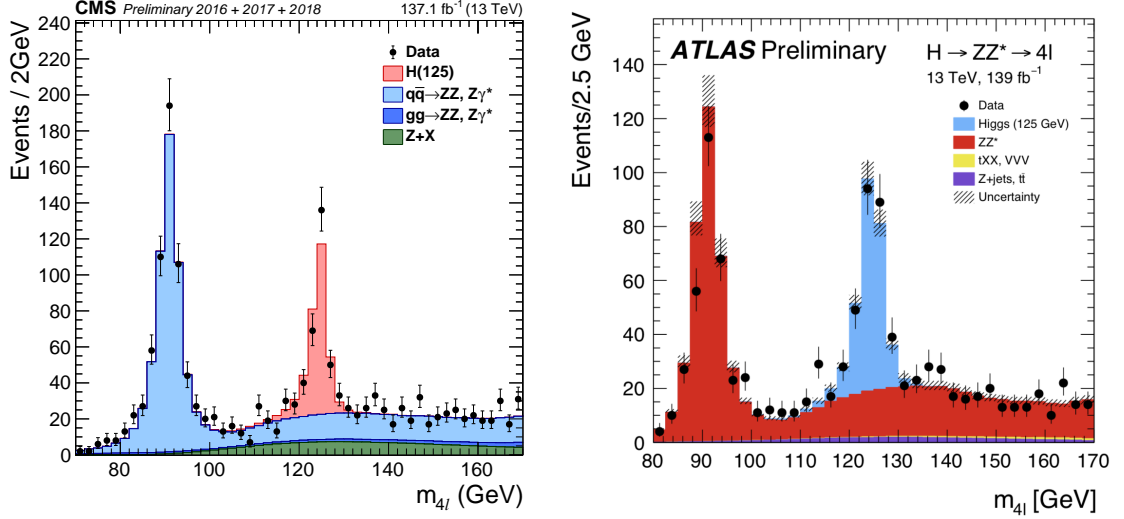 CMS Preliminary 2016 + 2017 + 2018 137.1 fb⁻¹ (13 TeV)
Events / 2GeV
240
220
200
180
160
140
120
100
80
60
40
20
0
Data
H(125)
qq̅→ZZ, Zγ*
gg→ZZ, Zγ*
Z+X
80 100 120 140 160
m4l (GeV)
Events/2.5 GeV
140
120
100
80
60
40
20
0
ATLAS Preliminary
H → ZZ* → 4l
13 TeV, 139 fb⁻¹
Data
Higgs (125 GeV)
ZZ*
tXX, VVV
Z+jets, tt̅
Uncertainty
80 90 100 110 120 130 140 150 160 170
m4l [GeV]